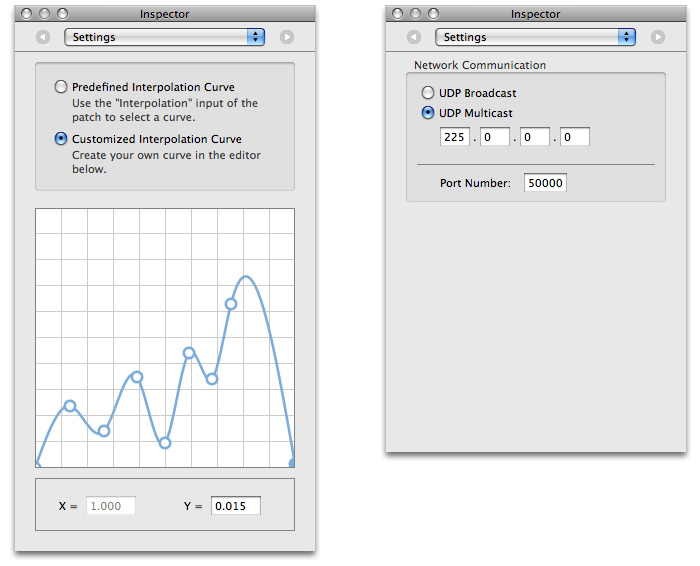 Inspector
Settings
Predefined Interpolation Curve
Use the "Interpolation" input of the
patch to select a curve.
Customized Interpolation Curve
Create your own curve in the editor
below.
X = 1.000 Y = 0.015
Inspector
Settings
Network Communication
UDP Broadcast
UDP Multicast
225 . 0 . 0 . 0
Port Number: 50000